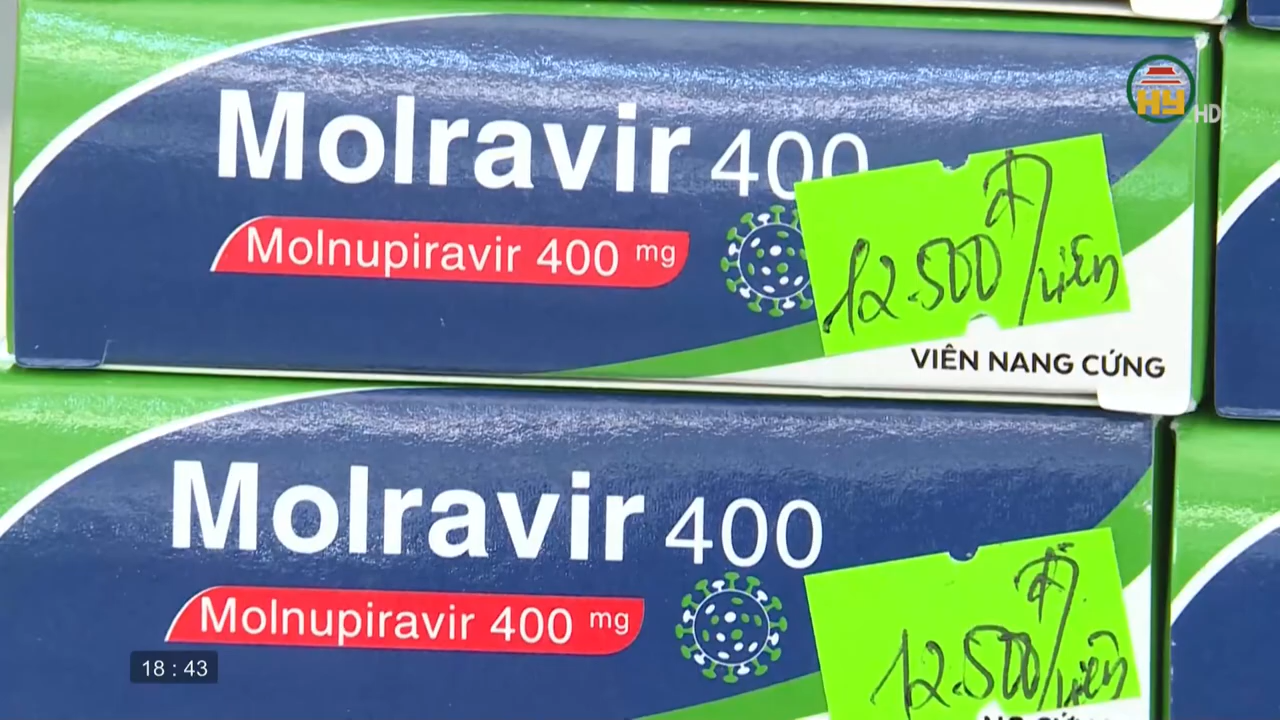 HY HD
Molravir 400
Molnupiravir 400 mg
12.500đ/viên
VIÊN NANG CỨNG
Molravir 400
Molnupiravir 400 mg
12.500đ/viên
18 : 43